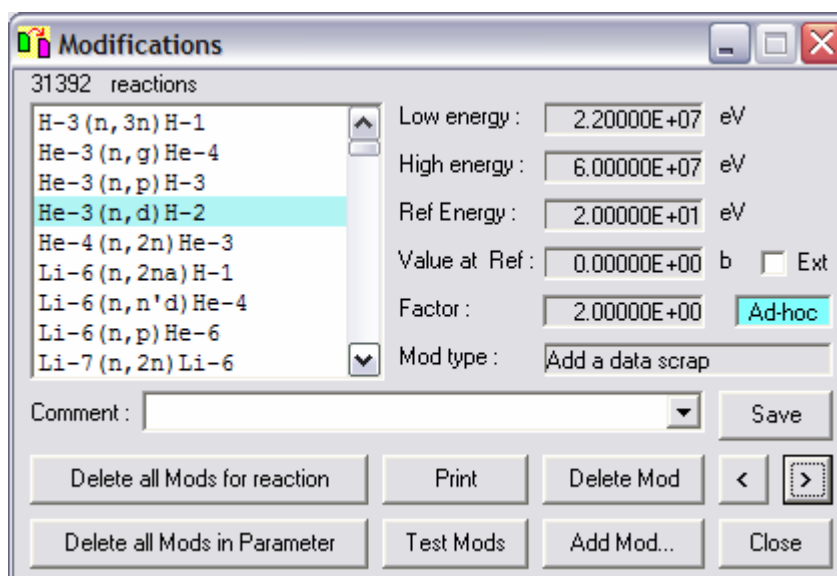 Modifications
31392 reactions
H-3(n,3n)H-1
He-3(n,g)He-4
He-3(n,p)H-3
He-3(n,d)H-2
He-4(n,2n)He-3
Li-6(n,2na)H-1
Li-6(n,n'd)He-4
Li-6(n,p)He-6
Li-7(n,2n)Li-6
Low energy : 2.20000E+07 eV
High energy : 6.00000E+07 eV
Ref Energy : 2.00000E+01 eV
Value at Ref : 0.00000E+00 b Ext
Factor : 2.00000E+00 Ad-hoc
Mod type : Add a data scrap
Comment : Save
Delete all Mods for reaction Print Delete Mod < >
Delete all Mods in Parameter Test Mods Add Mod... Close